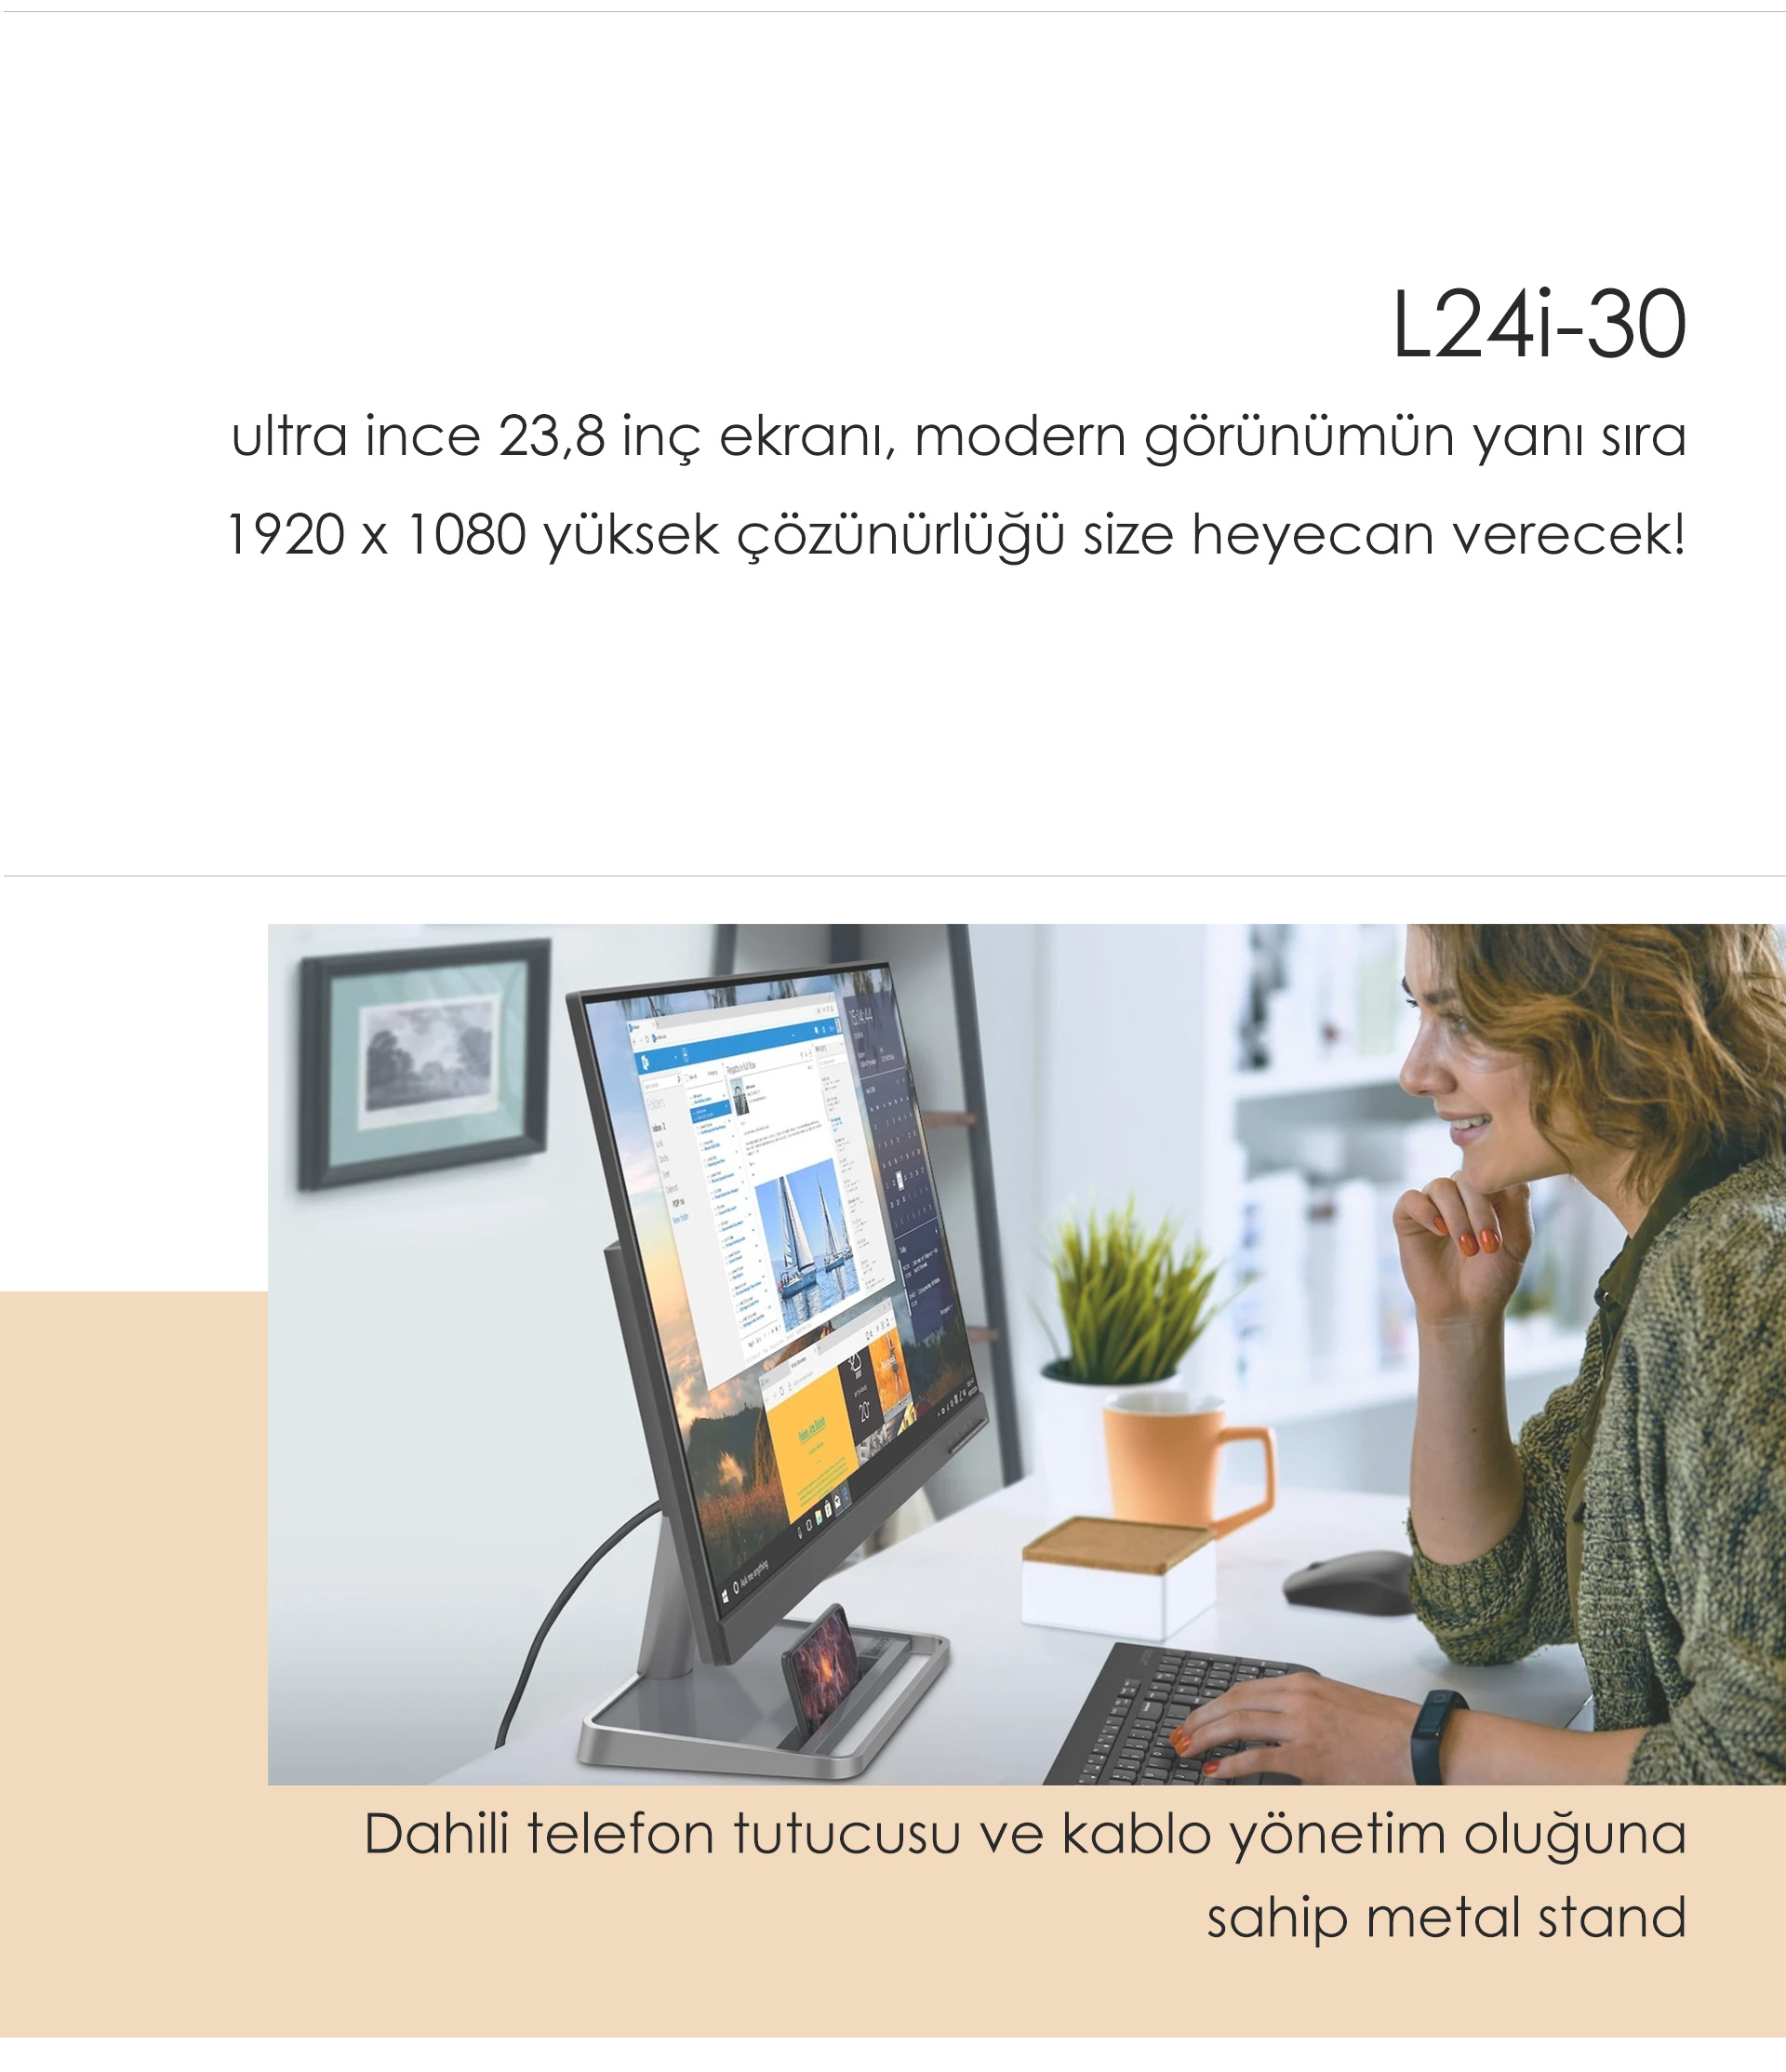 L24i-30
ultra ince 23,8 inç ekranı, modern görünümün yanı sıra
1920 x 1080 yüksek çözünürlüğü size heyecan verecek!
Dahili telefon tutucusu ve kablo yönetim oluğuna
sahip metal stand